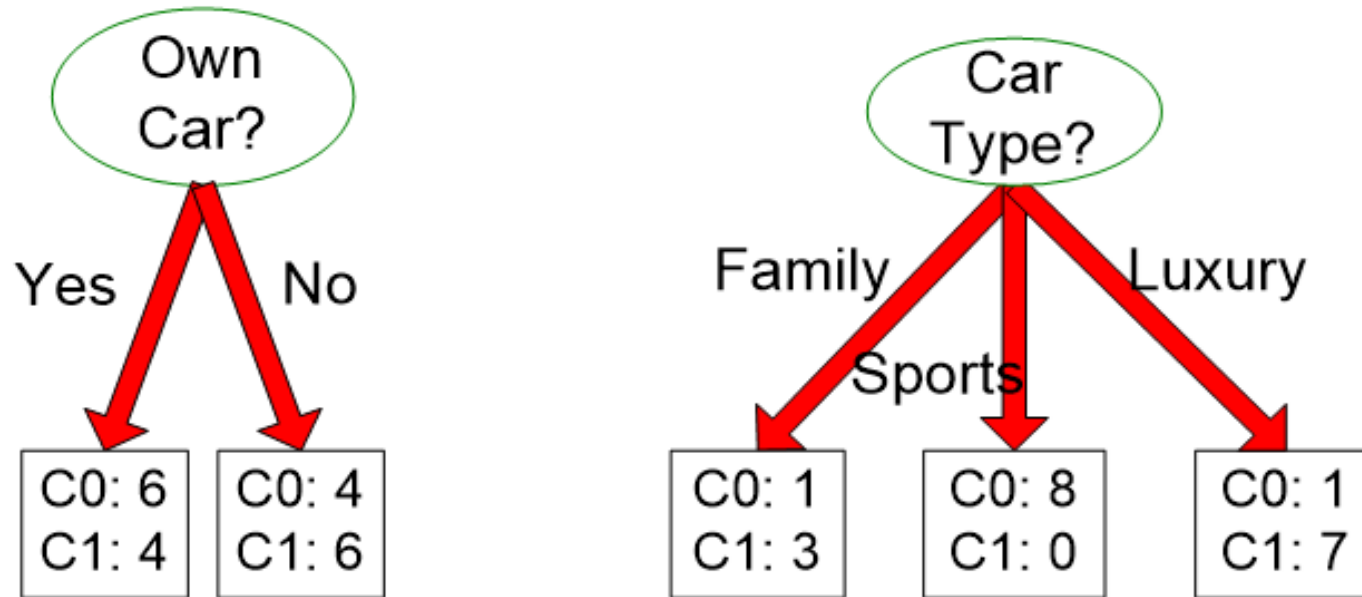 Own
Car?
Yes
No
C0: 6
C1: 4
C0: 4
C1: 6
Car
Type?
Family
Sports
Luxury
C0: 1
C1: 3
C0: 8
C1: 0
C0: 1
C1: 7